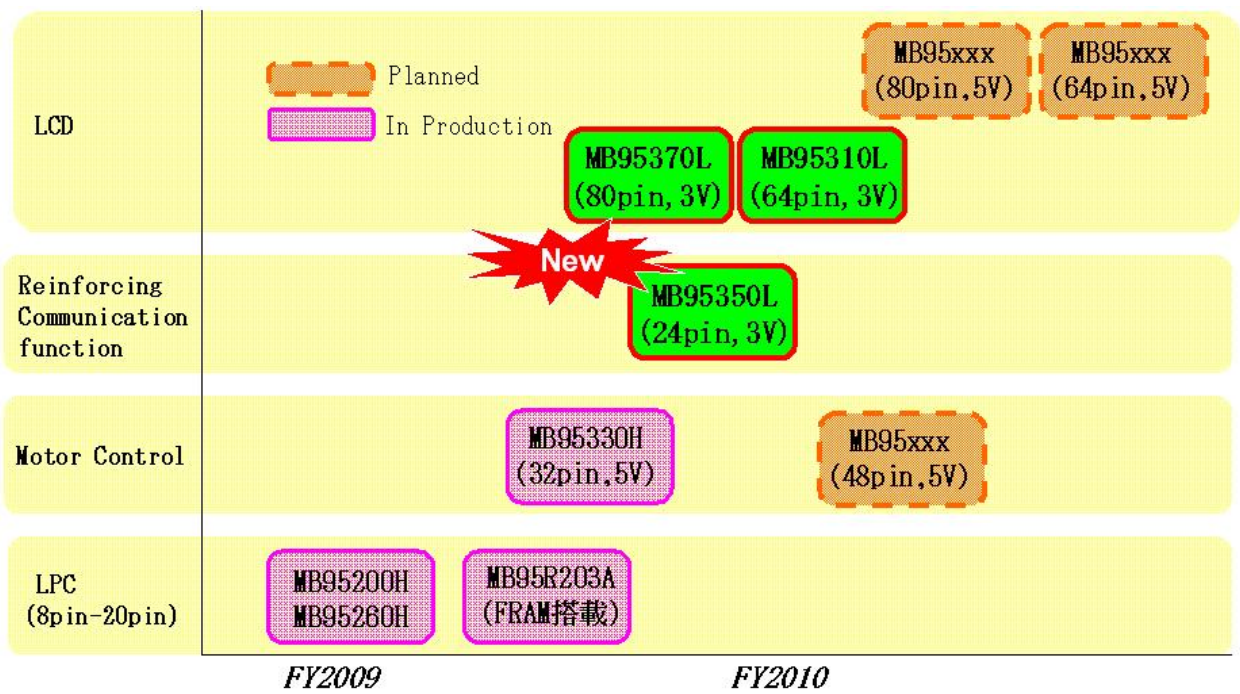 MB95xxx
(80pin,5V)
MB95xxx
(64pin,5V)
Planned
LCD
In Production
MB95370L
(80pin,3V)
MB95310L
(64pin,3V)
New
Reinforcing
Communication
function
MB95350L
(24pin,3V)
Motor Control
MB95330H
(32pin,5V)
MB95xxx
(48pin,5V)
LPC
(8pin-20pin)
MB95200H
MB95260H
MB95R203A
(FRAM搭載)
FY2009
FY2010